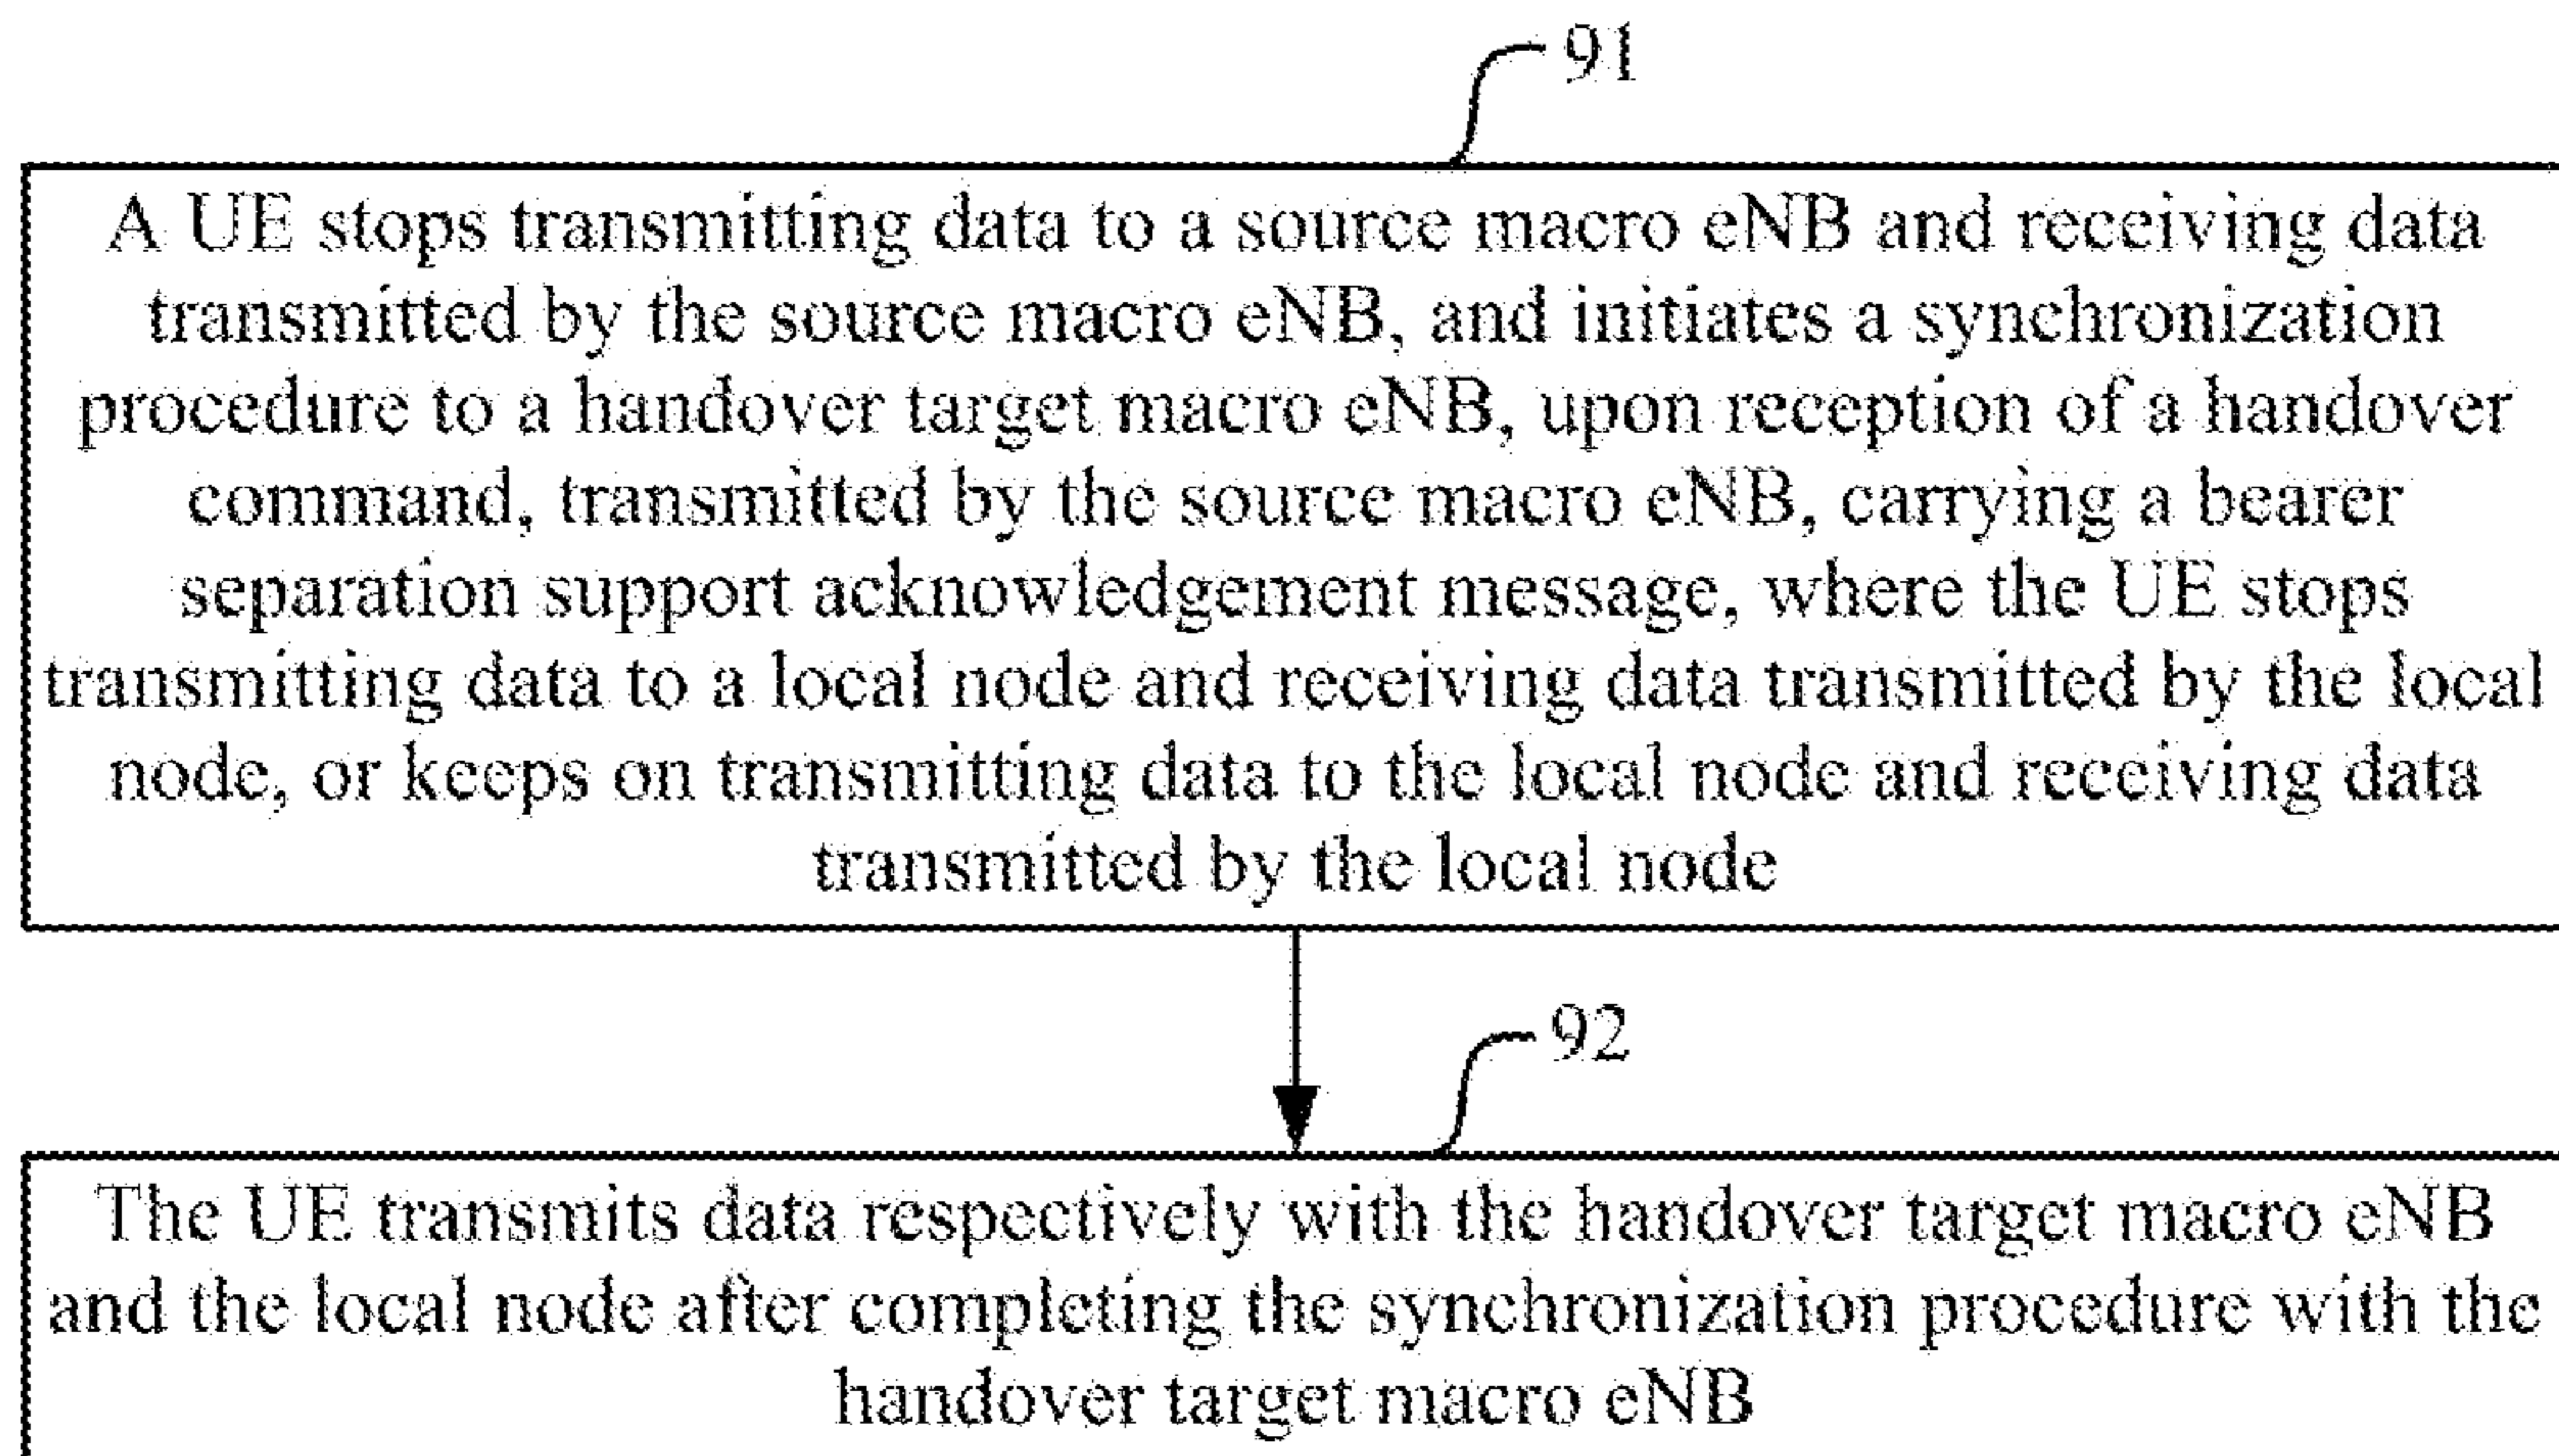 91
A UE stops transmitting data to a source macro eNB and receiving data
transmitted by the source macro eNB, and initiates a synchronization
procedure to a handover target macro eNB, upon reception of a handover
command, transmitted by the source macro eNB, carrying a bearer
separation support acknowledgement message, where the UE stops
transmitting data to a local node and receiving data transmitted by the local
node, or keeps on transmitting data to the local node and receiving data
transmitted by the local node
92
The UE transmits data respectively with the handover target macro eNB
and the local node after completing the synchronization procedure with the
handover target macro eNB